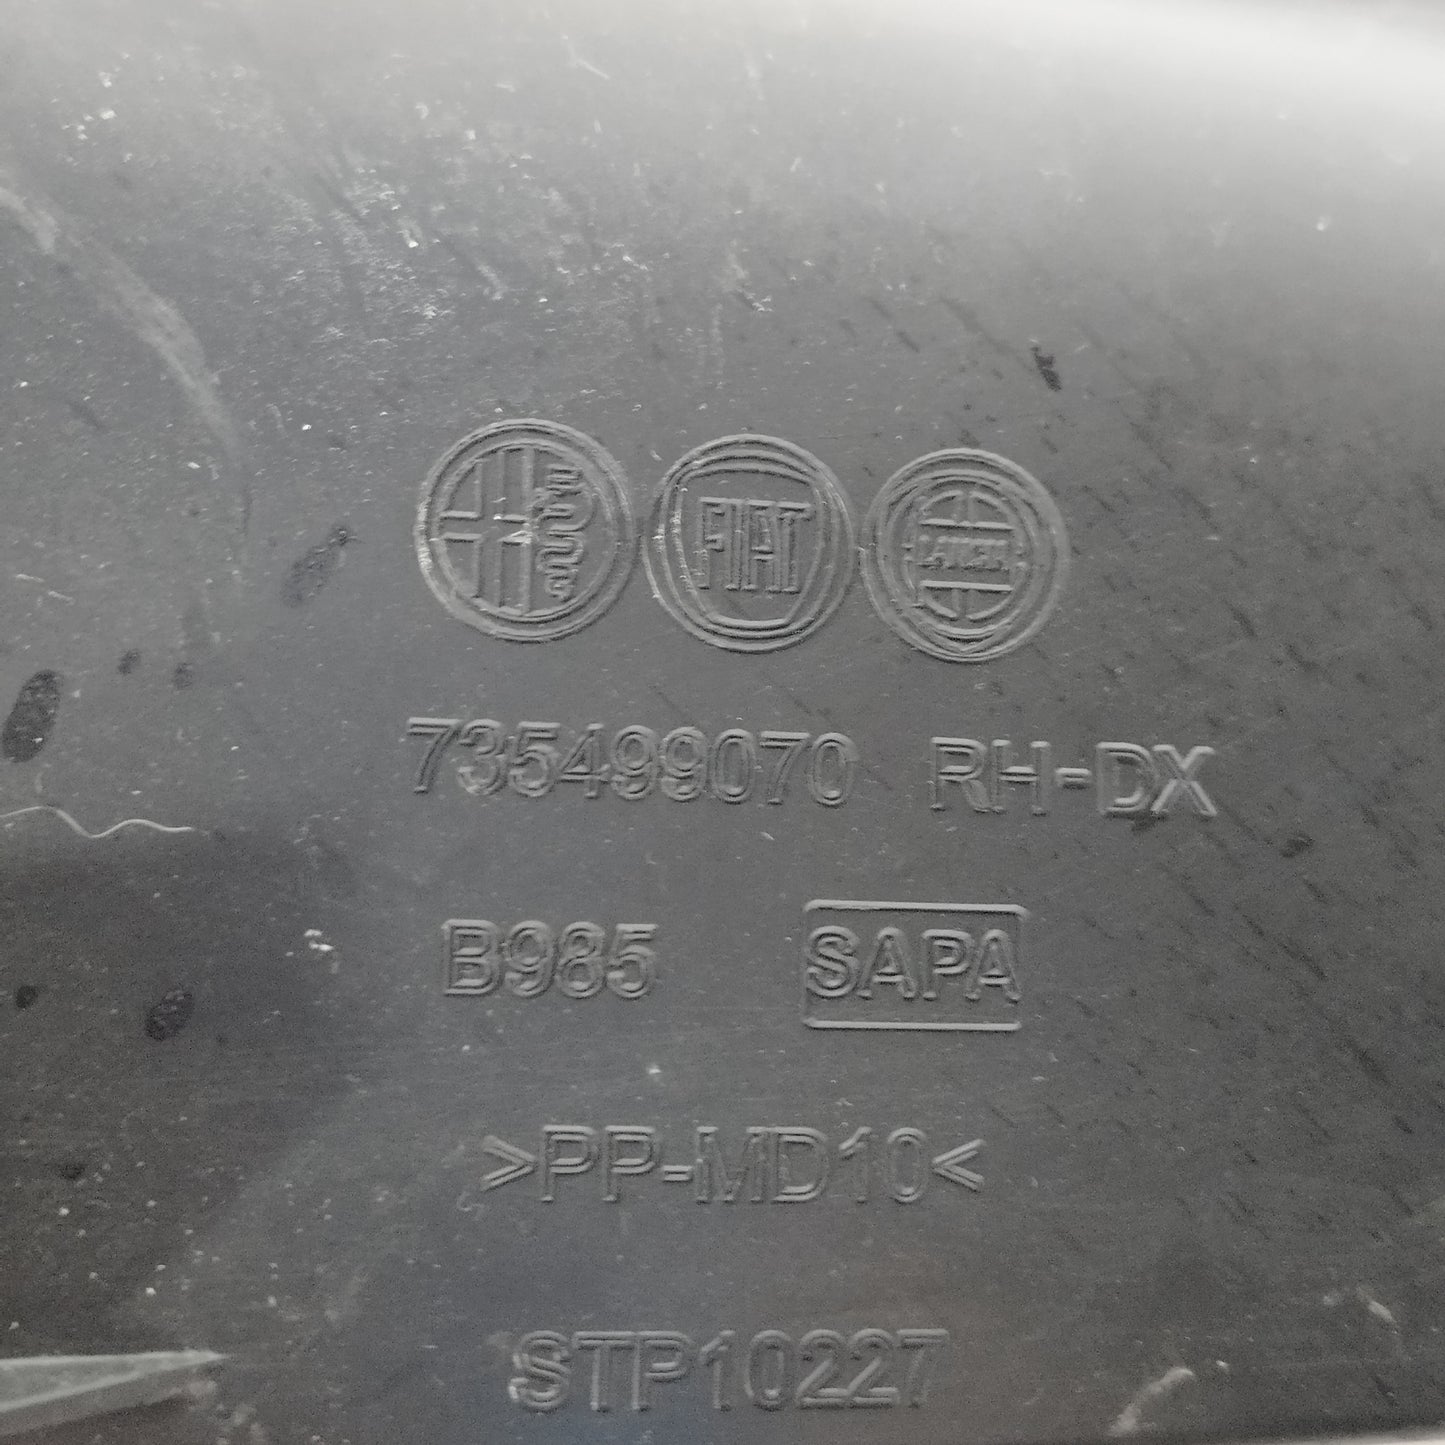 FIAT
735499070 RH-DX
B985 SAPA
>PP-MD10<
STP10227